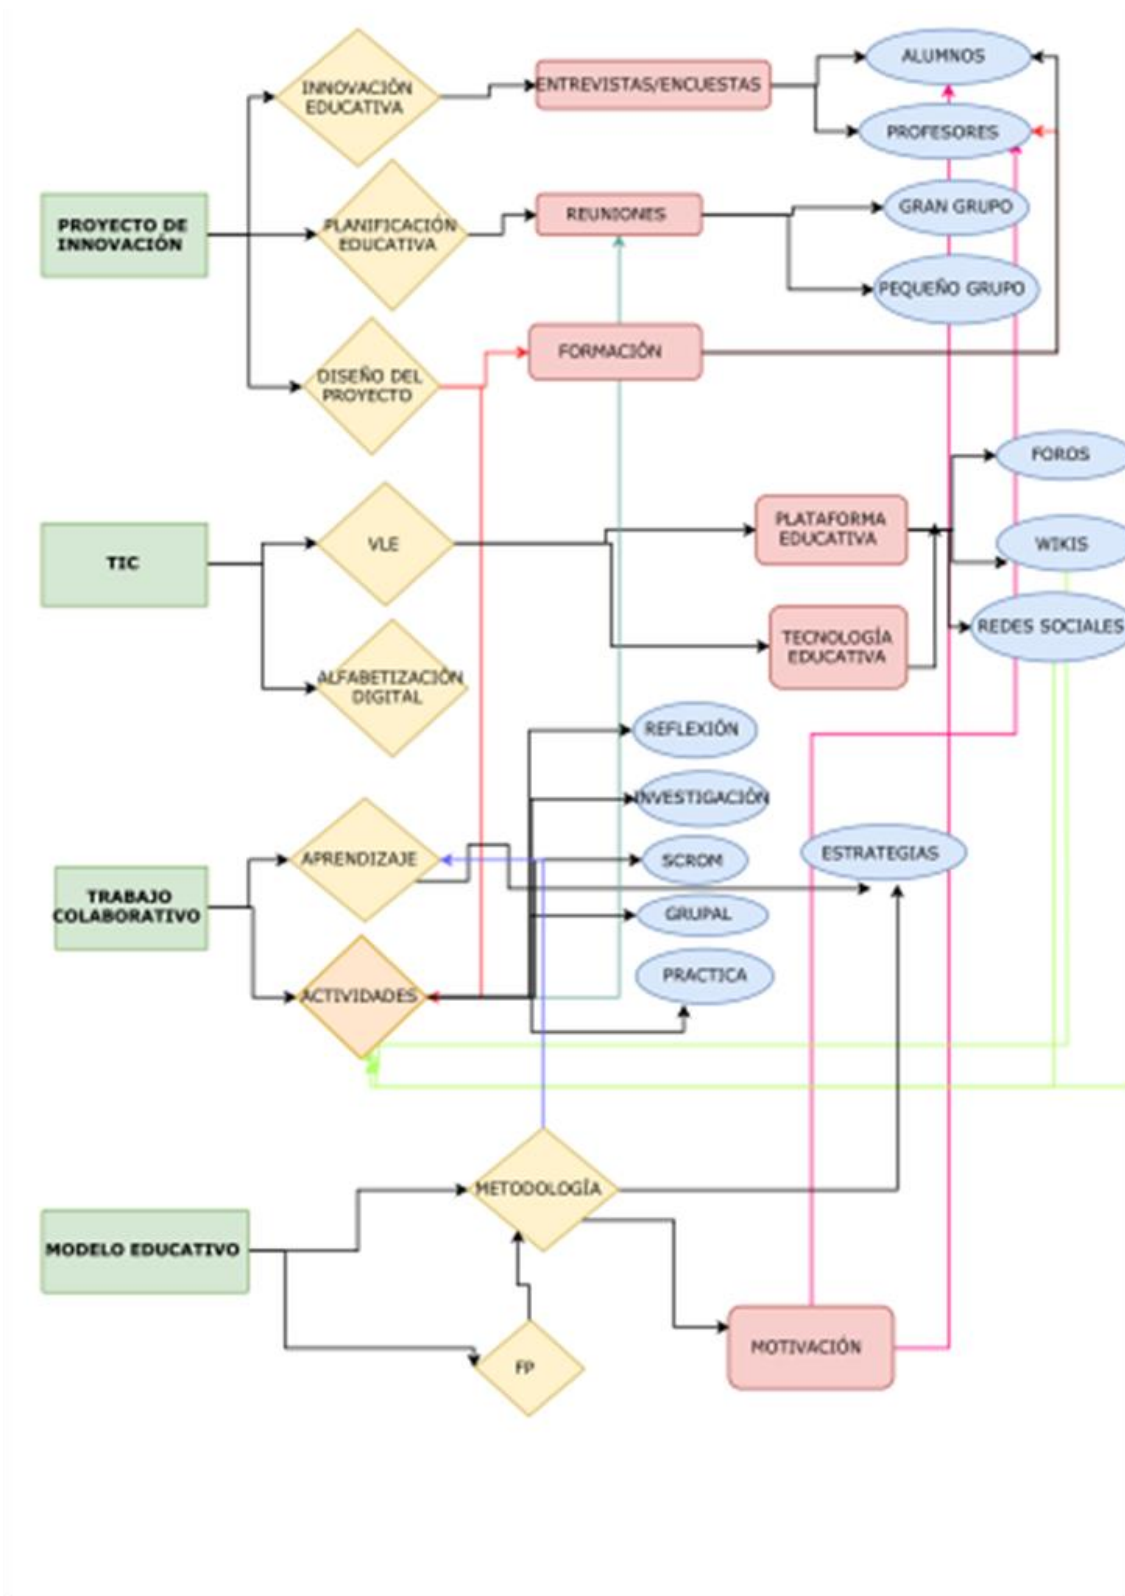 ALUMNOS
INNOVACIÓN
EDUCATIVA
ENTREVISTAS/ENCUESTAS
PROFESORES
PROYECTO DE
INNOVACIÓN
PLANIFICACIÓN
EDUCATIVA
REUNIONES
GRAN GRUPO
PEQUEÑO GRUPO
DISEÑO DEL
PROYECTO
FORMACIÓN
FOROS
TIC
VLE
PLATAFORMA
EDUCATIVA
WIKIS
TECNOLOGÍA
EDUCATIVA
REDES SOCIALES
ALFABETIZACIÓN
DIGITAL
REFLEXIÓN
INVESTIGACIÓN
TRABAJO
COLABORATIVO
APRENDIZAJE
SCROM
ESTRATEGIAS
GRUPAL
ACTIVIDADES
PRACTICA
MODELO EDUCATIVO
METODOLOGÍA
FP
MOTIVACIÓN